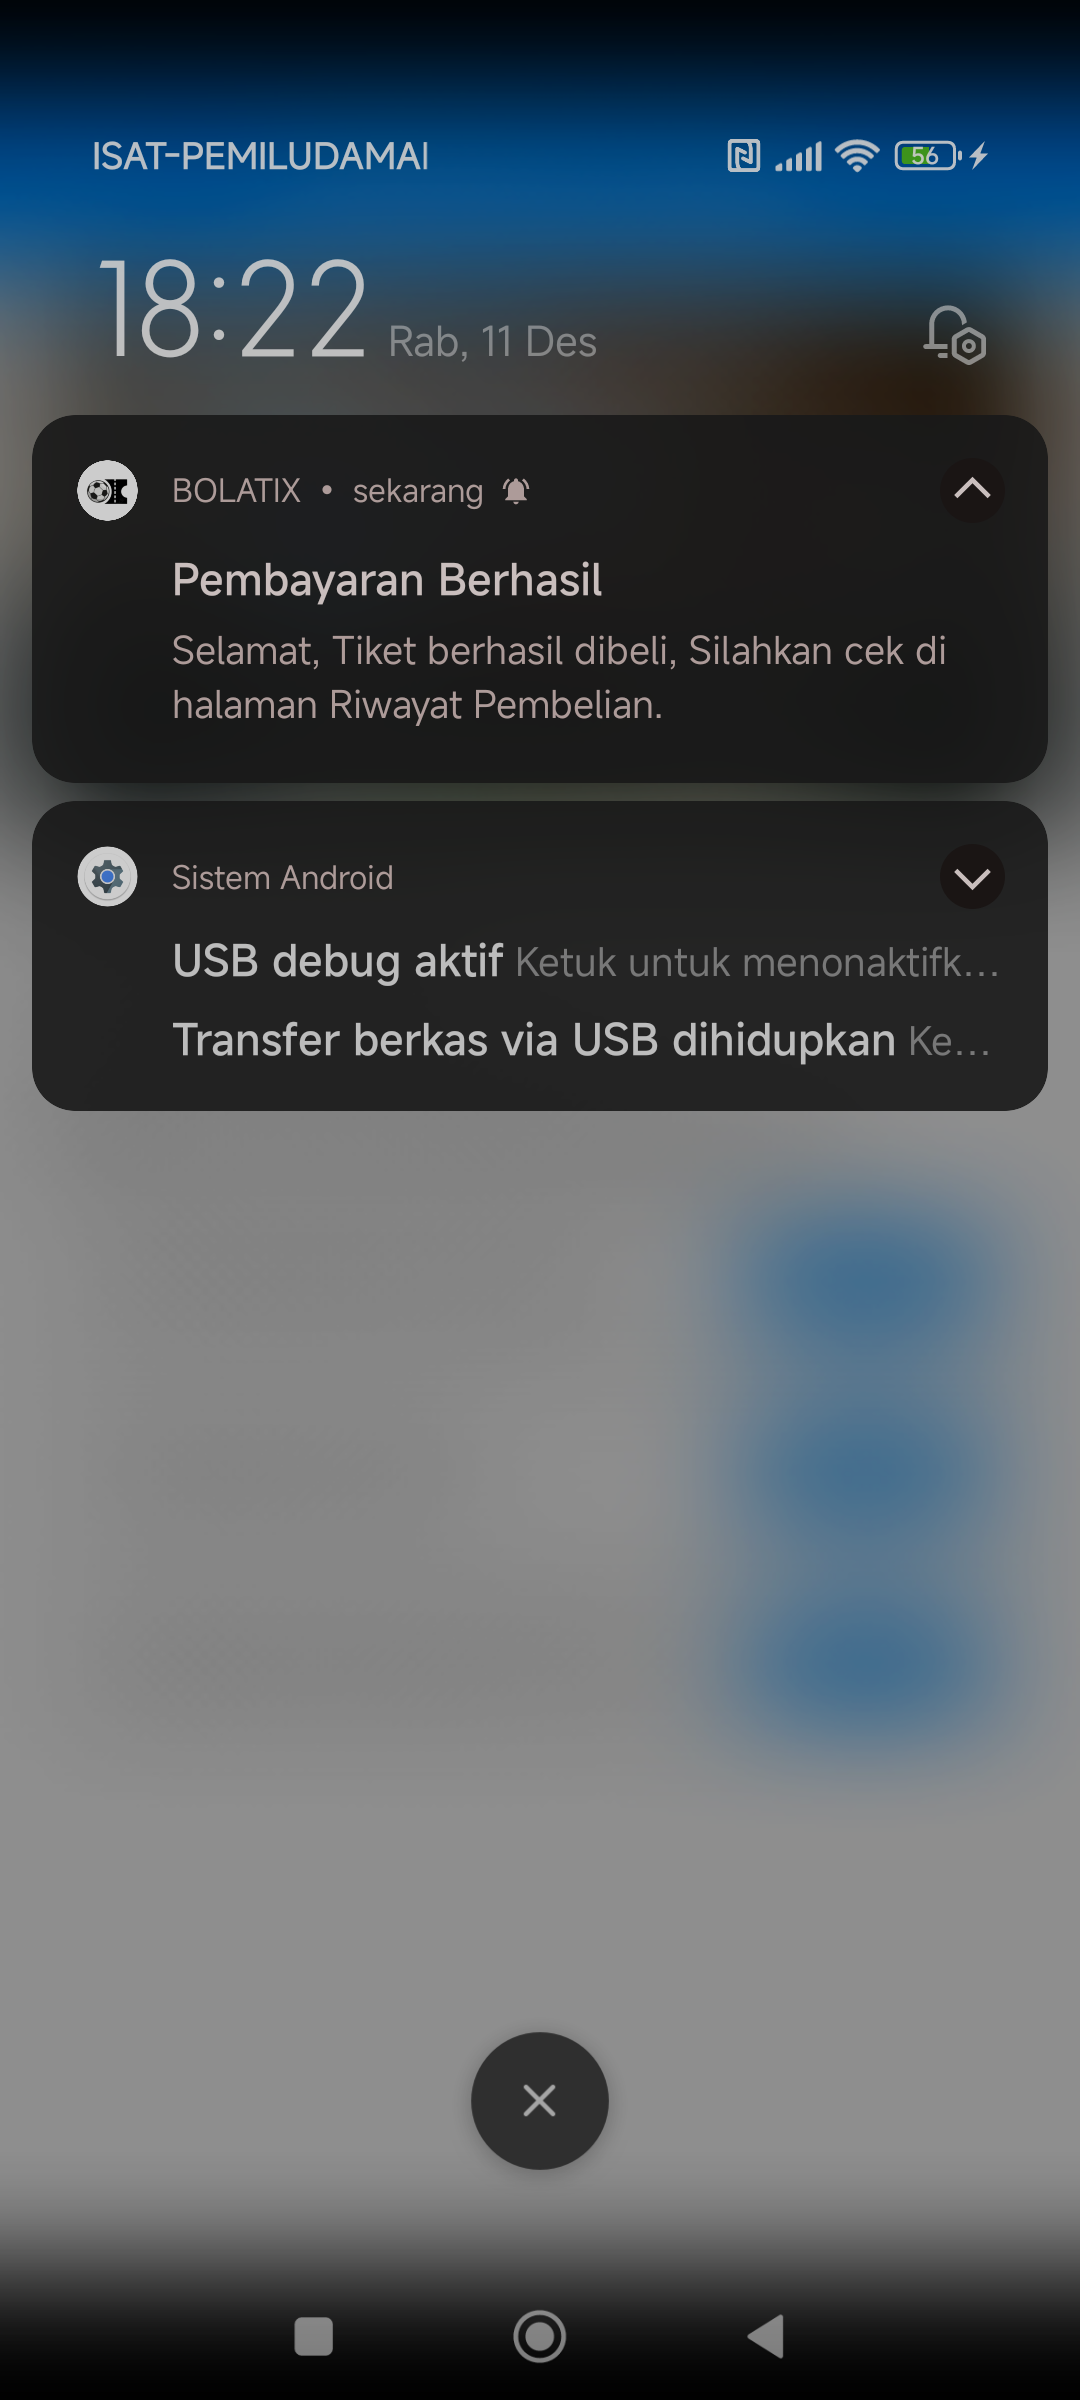 ISAT-PEMILUDAMAI
56
18:22 Rab, 11 Des
BOLATIX • sekarang
Pembayaran Berhasil
Selamat, Tiket berhasil dibeli, Silahkan cek di
halaman Riwayat Pembelian.
Sistem Android
USB debug aktif Ketuk untuk menonaktifk...
Transfer berkas via USB dihidupkan Ke...